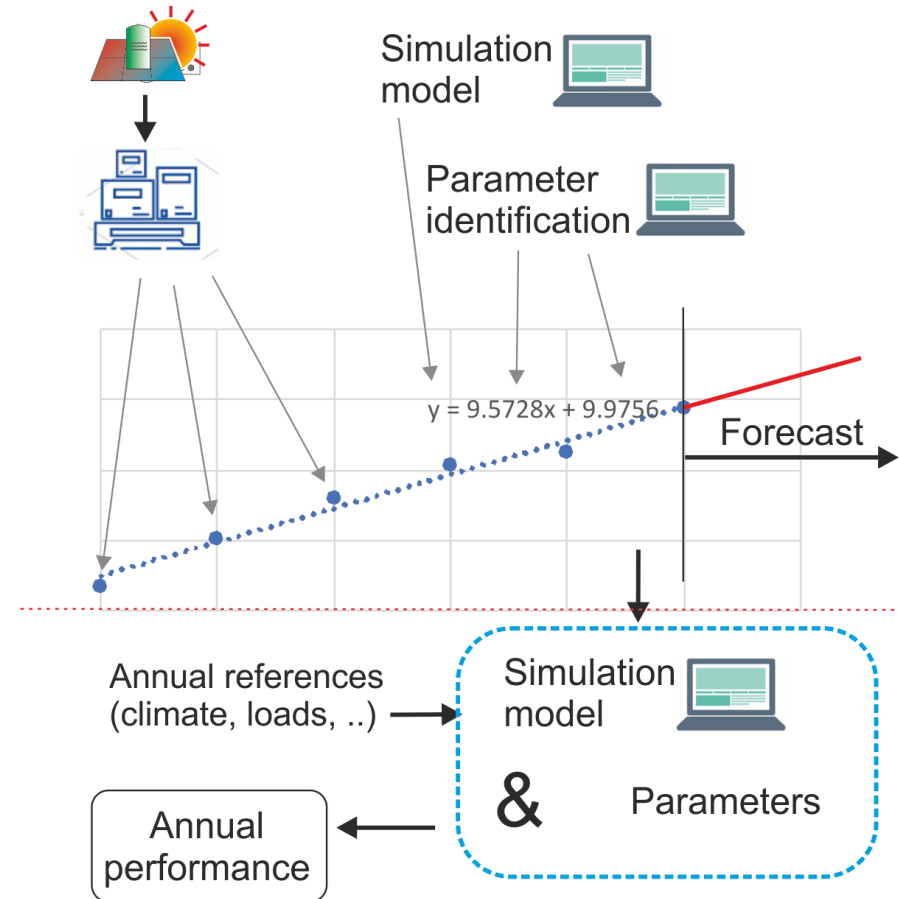 Simulation
model
Parameter
identification
y = 9.5728x + 9.9756
Forecast
Annual references
(climate, loads, ..)
Simulation
model
&
Parameters
Annual
performance